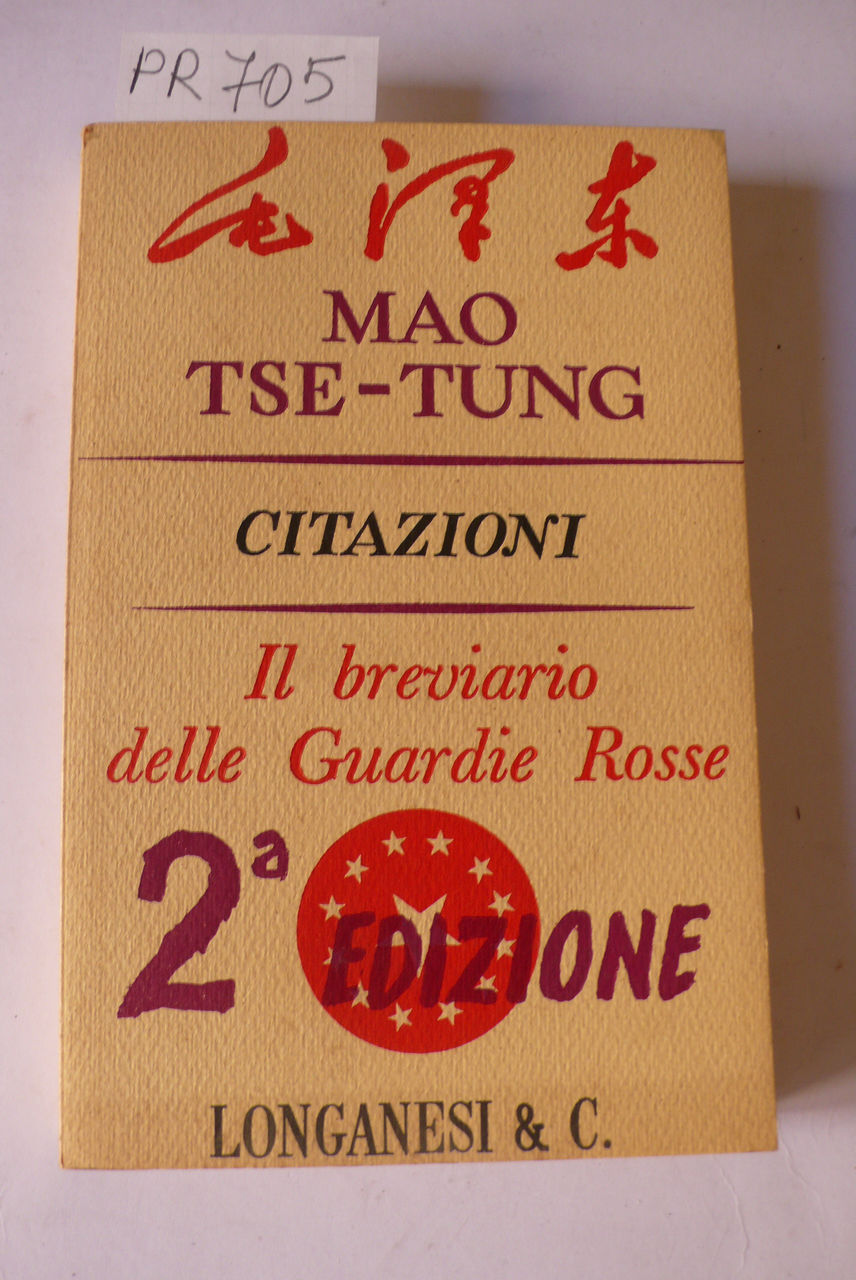 PR 705
毛泽东
MAO
TSE-TUNG
CITAZIONI
Il breviario
delle Guardie Rosse
2ª EDIZIONE
LONGANESI & C.